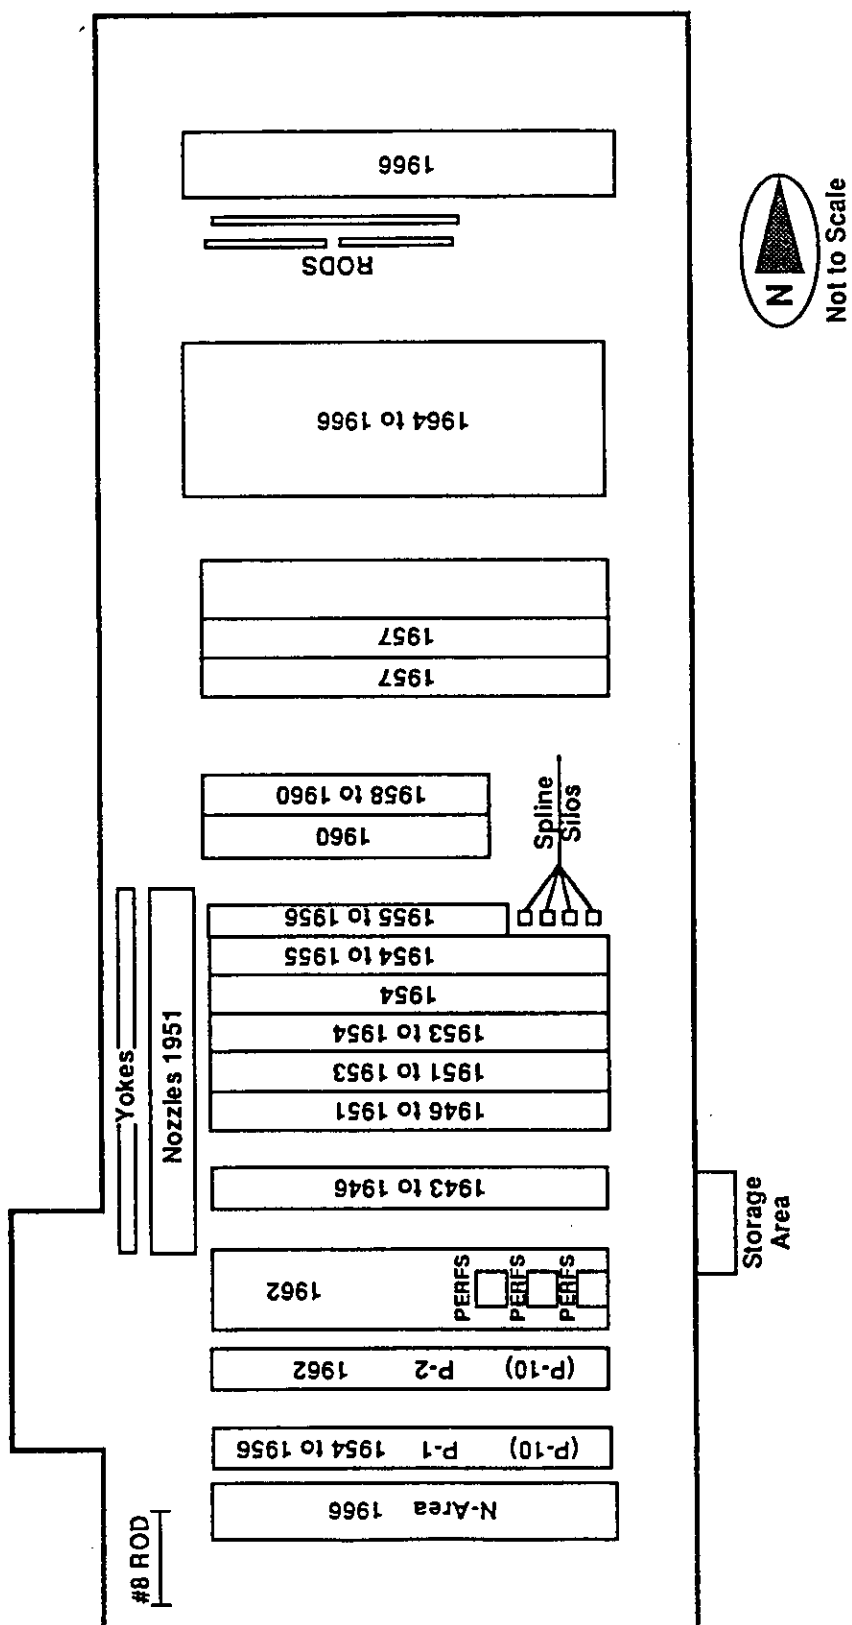 1966
RODS
1964 to 1966
1957
1957
1958 to 1960
1960
Spline
Silos
1955 to 1956
1954 to 1955
1954
1953 to 1954
1951 to 1953
1946 to 1951
Yokes
Nozzles 1951
1943 to 1946
1962
PERFS
PERFS
PERFS
(P-10) P-2 1962
(P-10) P-1 1954 to 1956
N-Area 1966
#8 ROD
Storage
Area
N
Not to Scale